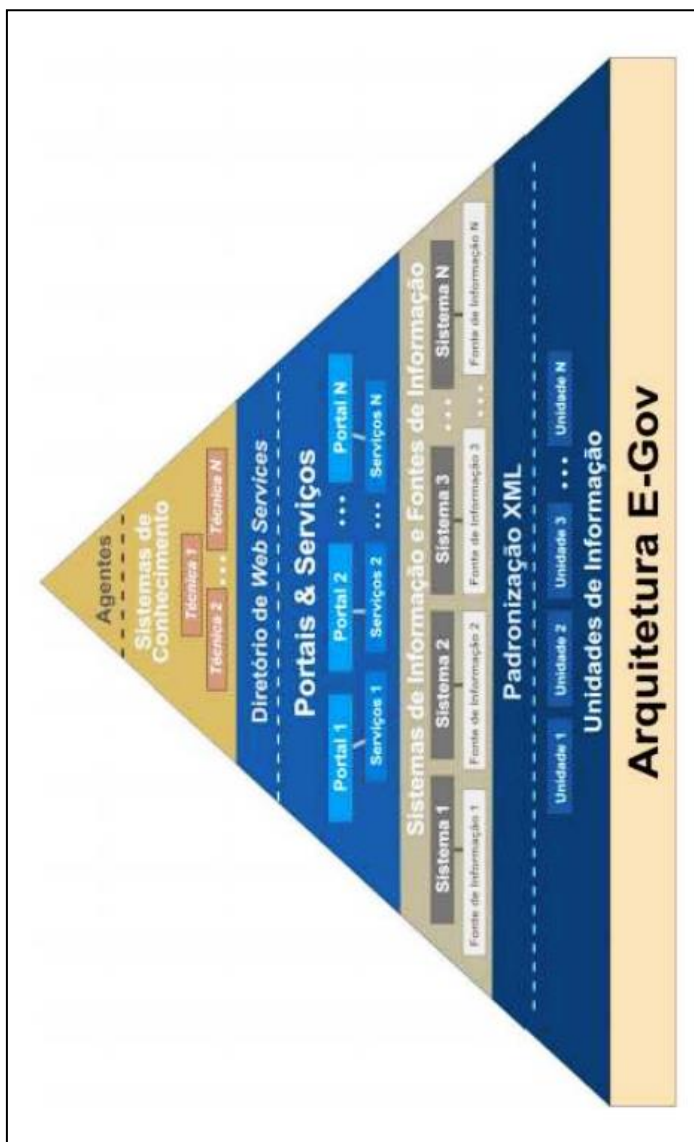 Agentes
Sistemas de
Conhecimento
Técnica 1
Técnica 2 ... Técnica N
Diretório de Web Services
Portais & Serviços
Portal 1 Portal 2 ... Portal N
Serviços 1 Serviços 2 ... Serviços N
Sistemas de Informação e Fontes de Informação
Sistema 1 Sistema 2 Sistema 3 ... Sistema N
Fonte de Informação 1 Fonte de Informação 2 Fonte de Informação 3 ... Fonte de Informação N
Padronização XML
Unidade 1 Unidade 2 Unidade 3 ... Unidade N
Unidades de Informação
Arquitetura E-Gov